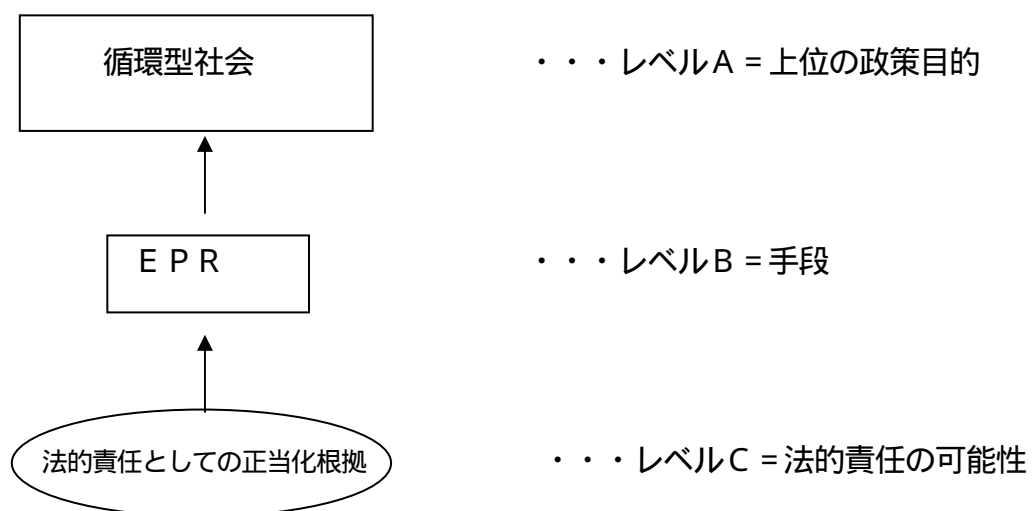 循環型社会 ・・・レベルA =上位の政策目的
E P R ・・・レベルB =手段
法的責任としての正当化根拠 ・・・レベルC =法的責任の可能性